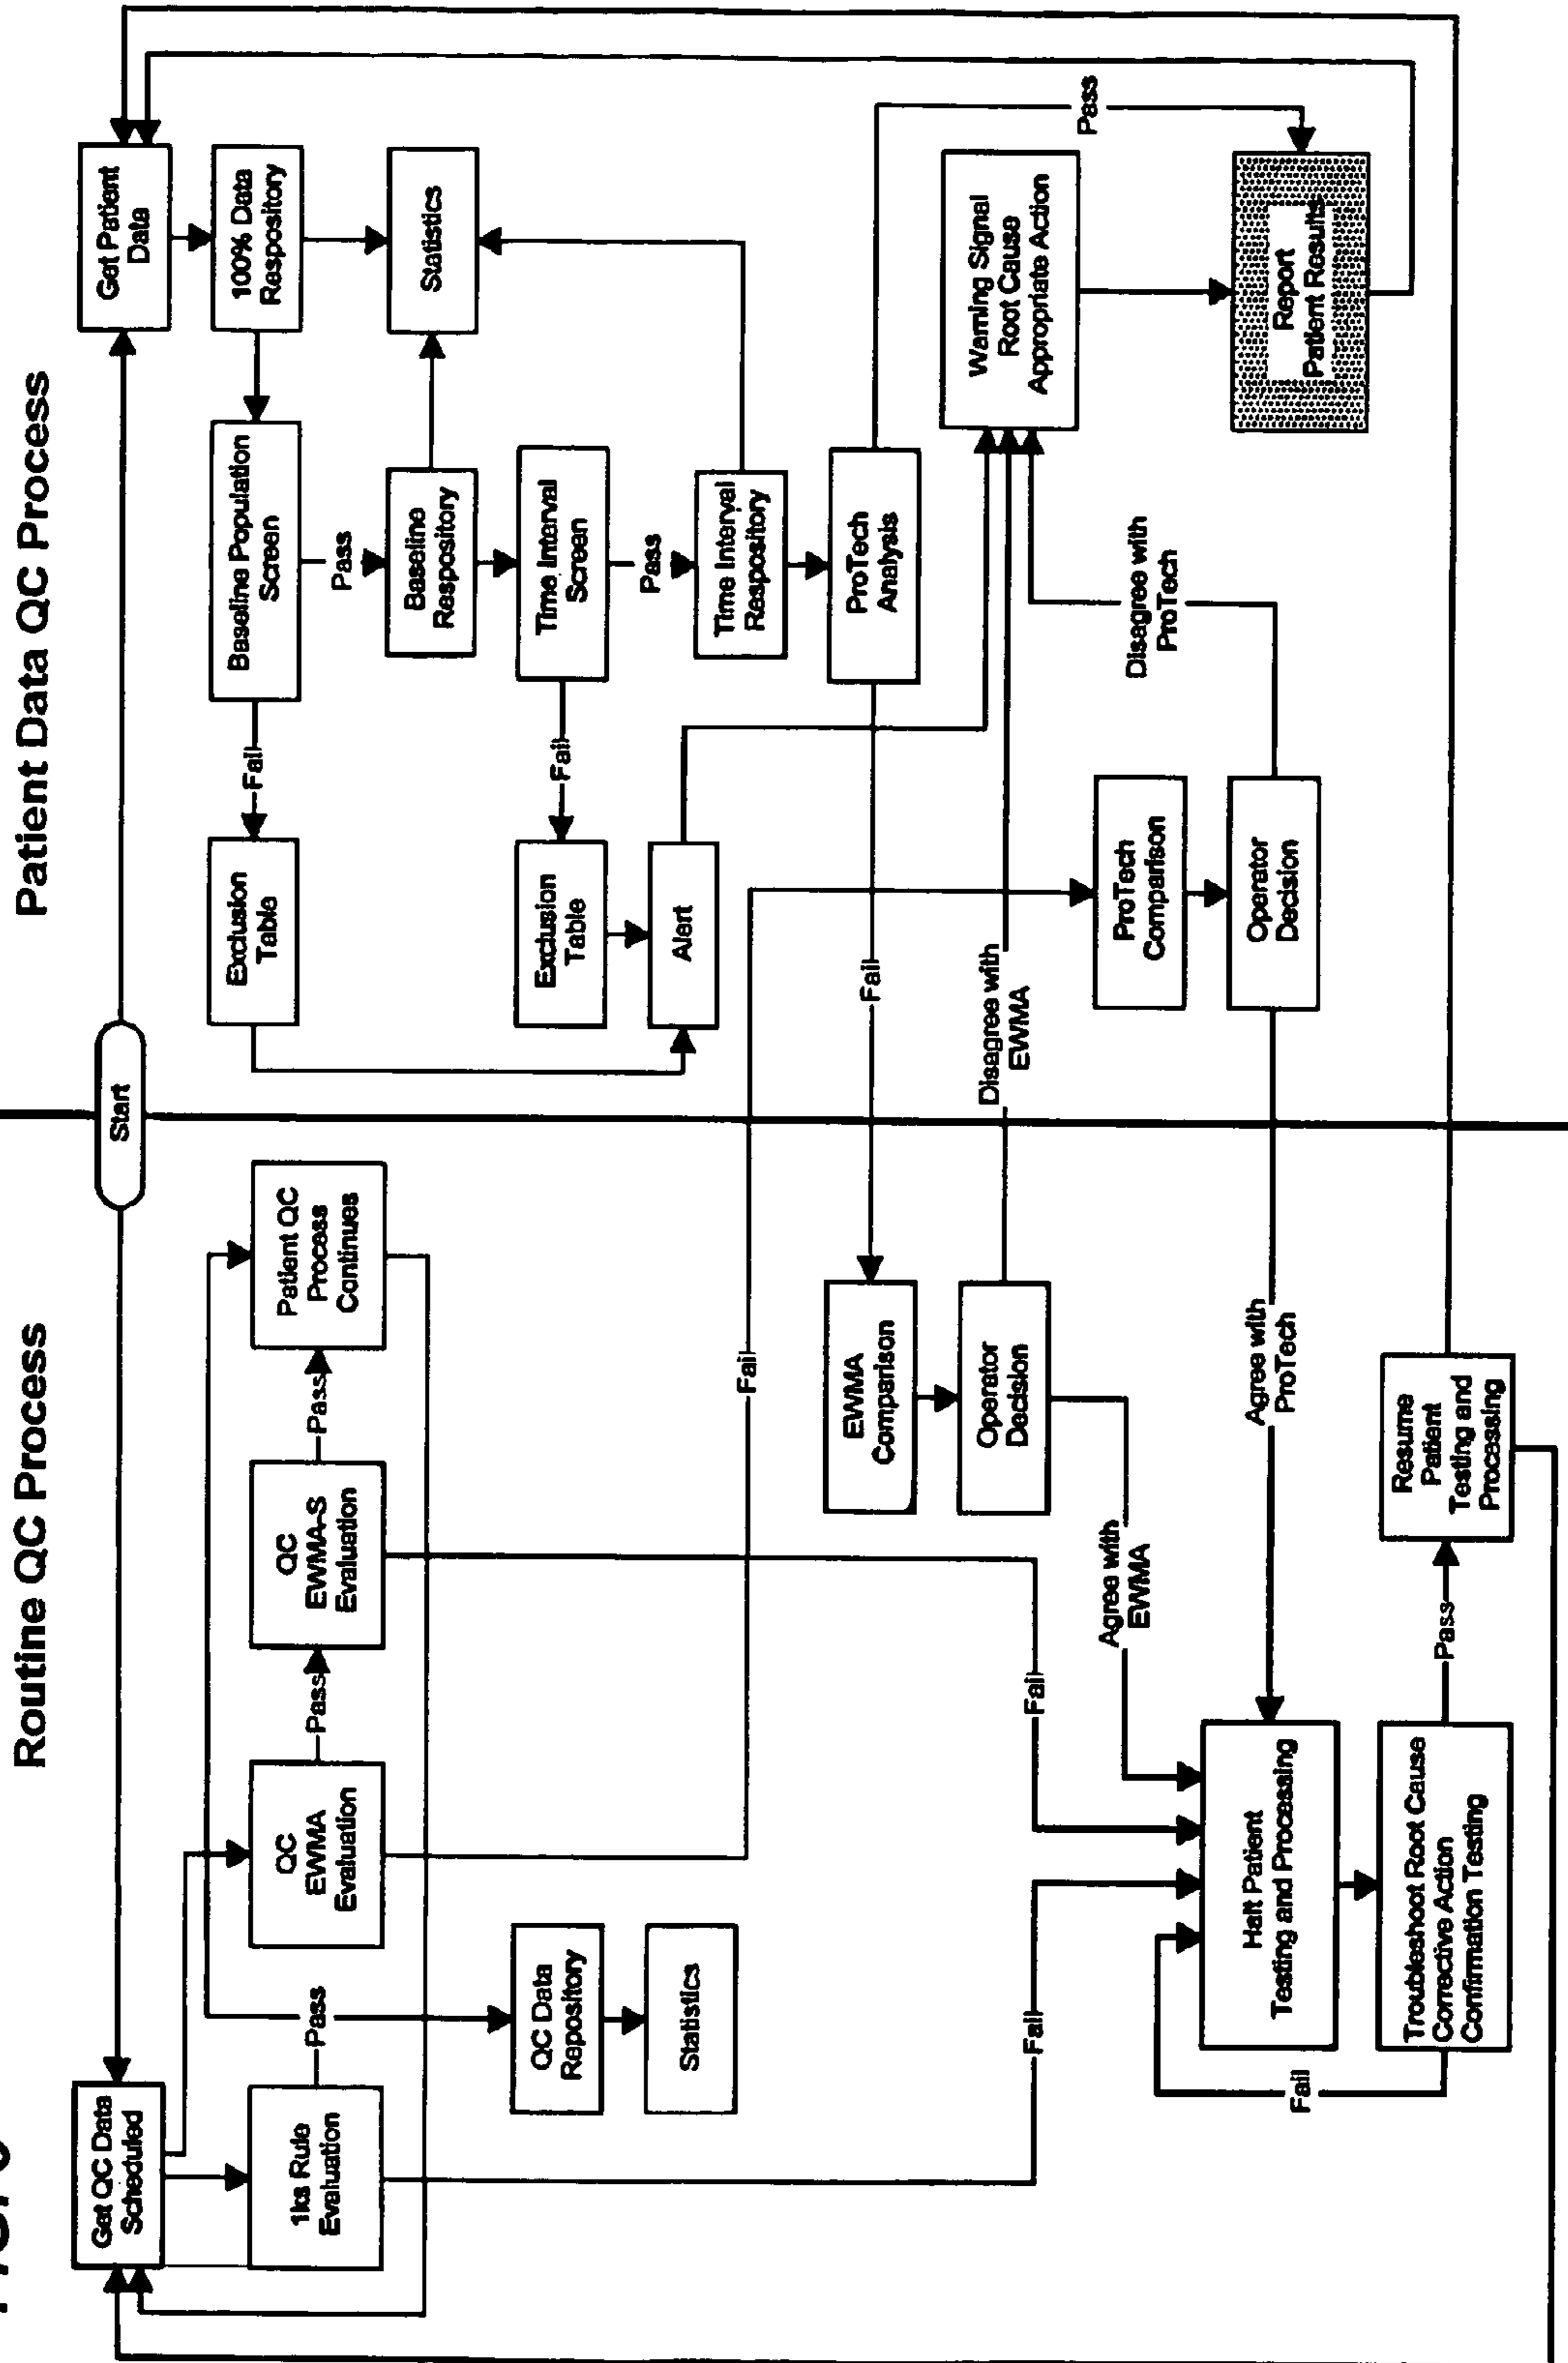 Routine QC Process
Patient Data QC Process
Start
Get QC Data
Scheduled
1ks Rule
Evaluation
Pass
QC
EWMA
Evaluation
Pass
QC
EWMA-S
Evaluation
Pass
Patient QC
Process
Continues
QC Data
Repository
Statistics
Fail
Fail
Fail
EWMA
Comparison
Operator
Decision
Agree with
EWMA
Disagree with
EWMA
Halt Patient
Testing and Processing
Troubleshoot Root Cause
Corrective Action
Confirmation Testing
Fail
Pass
Resume
Patient
Testing and
Processing
Get Patient
Data
100% Data
Respository
Statistics
Baseline Population
Screen
Fail
Exclusion
Table
Pass
Baseline
Respository
Time Interval
Screen
Fail
Exclusion
Table
Alert
Pass
Time Interval
Respository
ProTech
Analysis
Fail
Pass
Warning Signal
Root Cause
Appropriate Action
Report
Patient Results
ProTech
Comparison
Operator
Decision
Disagree with
ProTech
Agree with
ProTech